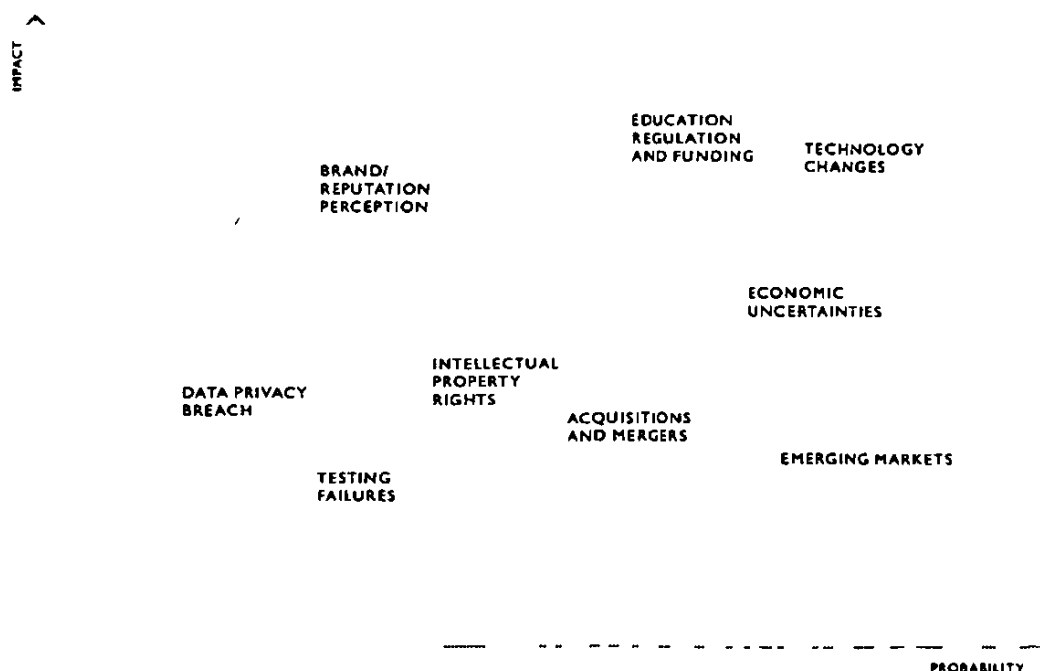 IMPACT
EDUCATION
REGULATION
AND FUNDING
TECHNOLOGY
CHANGES
BRAND/
REPUTATION
PERCEPTION
ECONOMIC
UNCERTAINTIES
INTELLECTUAL
PROPERTY
RIGHTS
DATA PRIVACY
BREACH
ACQUISITIONS
AND MERGERS
EMERGING MARKETS
TESTING
FAILURES
PROBABILITY